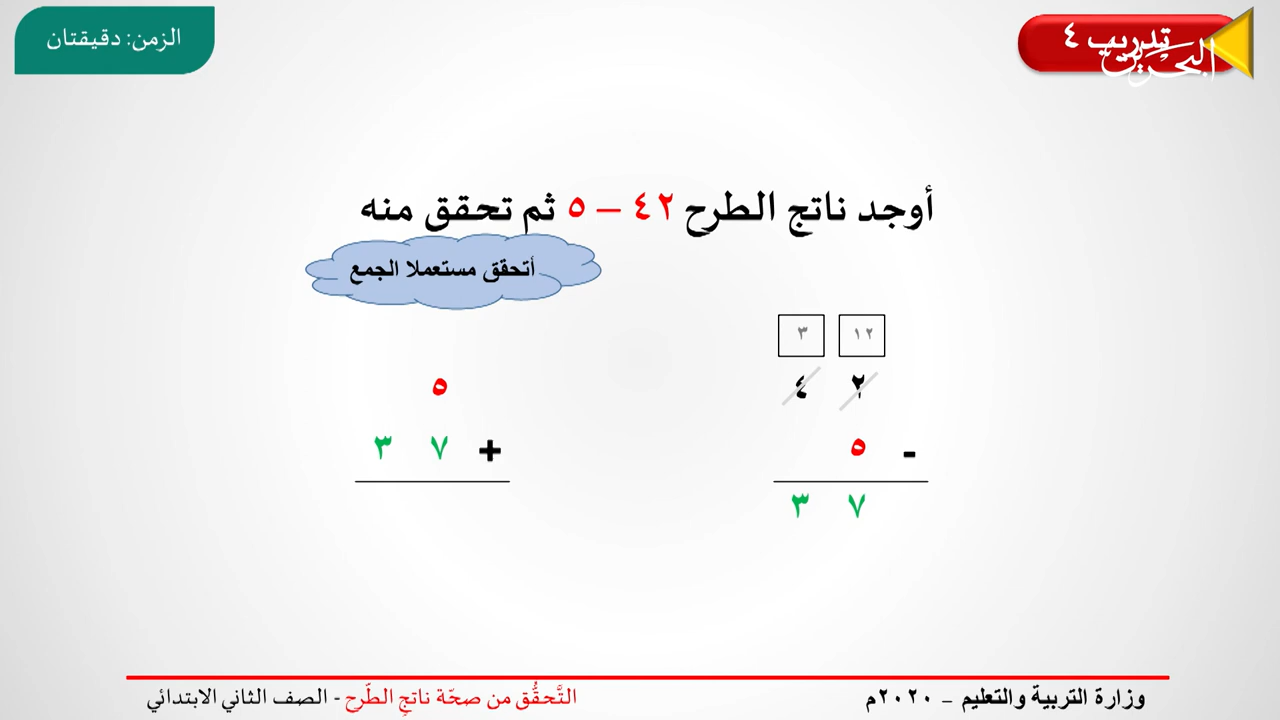 تدريب ٤
البحرين
الزمن: دقيقتان
أوجد ناتج الطرح ٤٢ – ٥ ثم تحقق منه
أتحقق مستعملا الجمع
٣ ١٢
٤ ٢
٥ -
٣ ٧
٥
٣ ٧ +
وزارة التربية والتعليم – ٢٠٢٠م
التَّحقُّق من صحّة ناتج الطّرح - الصف الثاني الابتدائي